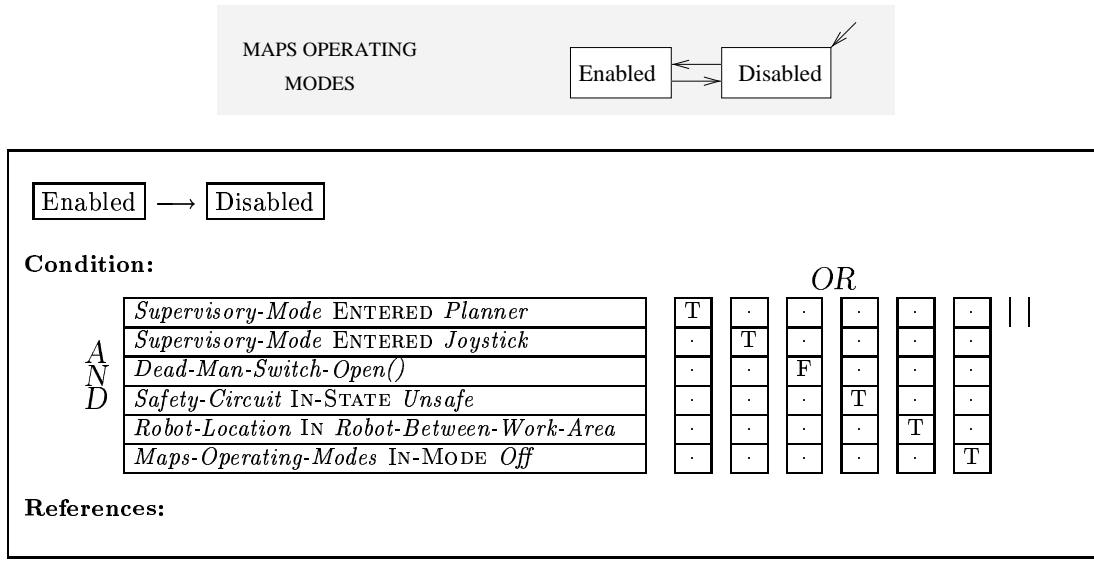 MAPS OPERATING
MODES
Enabled
Disabled
Enabled → Disabled
Condition:
OR
A
N
D
Supervisory-Mode ENTERED Planner T . . . . .
Supervisory-Mode ENTERED Joystick . T . . . .
Dead-Man-Switch-Open() . . F . . .
Safety-Circuit IN-STATE Unsafe . . . T . .
Robot-Location IN Robot-Between-Work-Area . . . . T .
Maps-Operating-Modes IN-MODE Off . . . . . T
References: